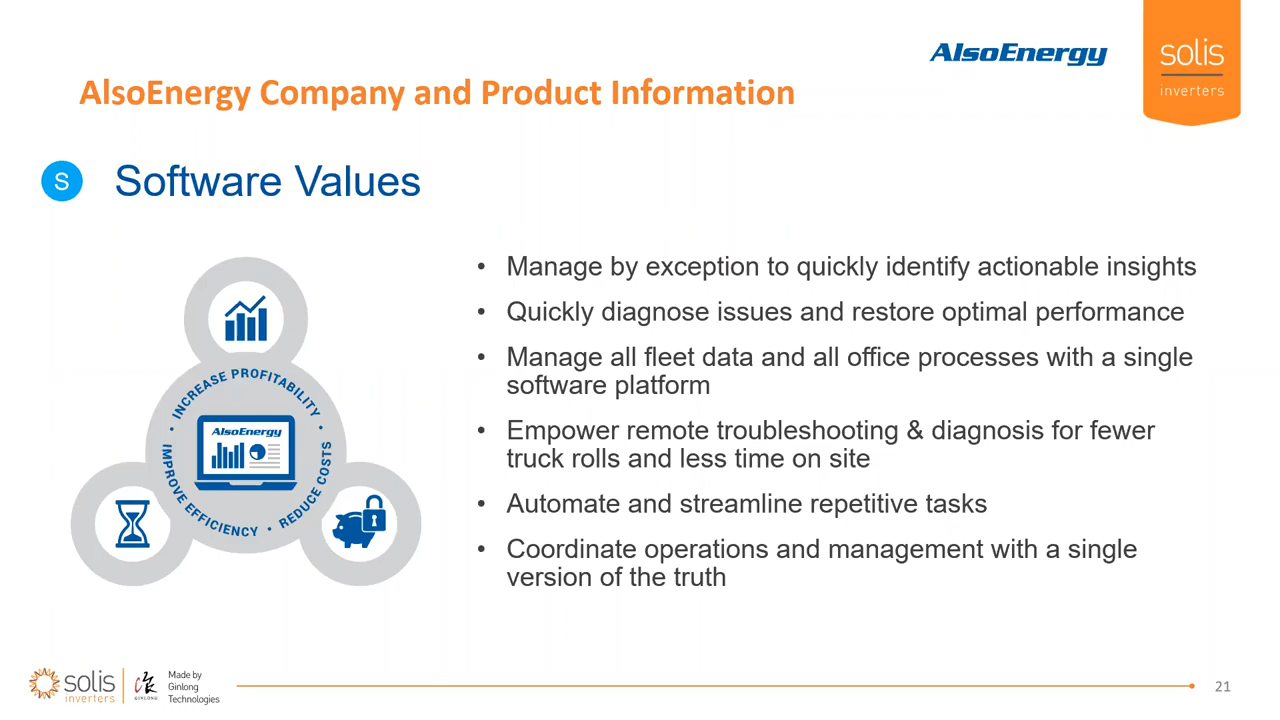 AlsoEnergy
solis
inverters
AlsoEnergy Company and Product Information
S
Software Values
• Manage by exception to quickly identify actionable insights
• Quickly diagnose issues and restore optimal performance
• Manage all fleet data and all office processes with a single
software platform
• Empower remote troubleshooting & diagnosis for fewer
truck rolls and less time on site
• Automate and streamline repetitive tasks
• Coordinate operations and management with a single
version of the truth
• INCREASE PROFITABILITY •
REDUCE COSTS •
IMPROVE EFFICIENCY
AlsoEnergy
solis
inverters
GINLONG
Made by
Ginlong
Technologies
21